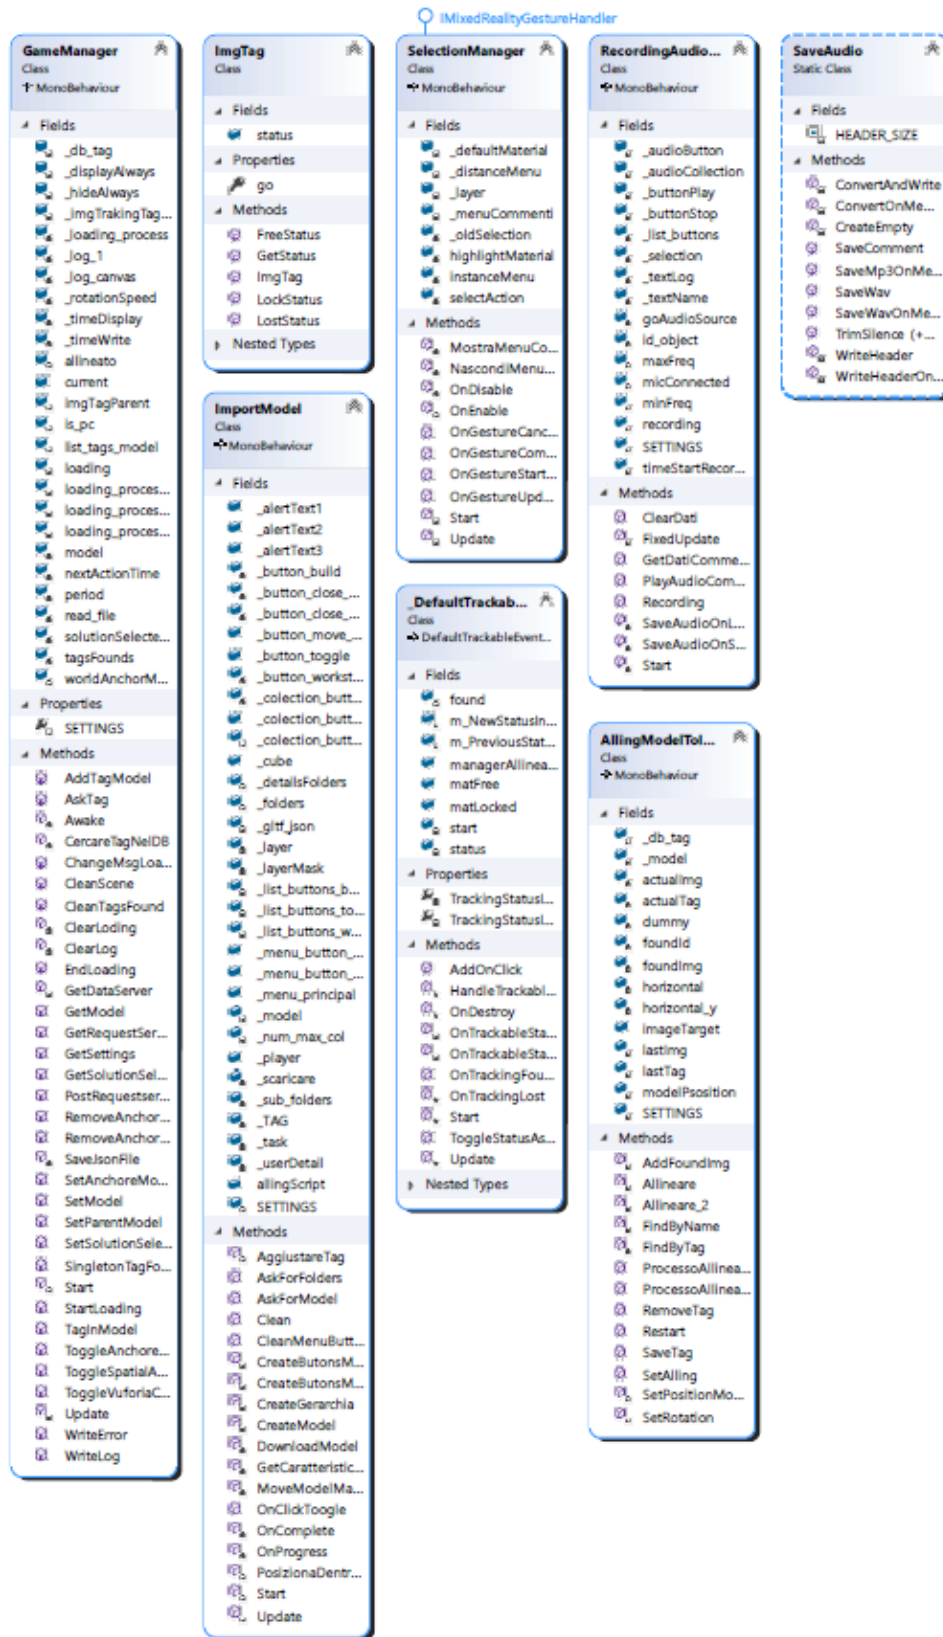 IMixedRealityGestureHandler
GameManager
Class
MonoBehaviour
Fields
_db_tag
_displayAlways
_hideAlways
_imgTrakingTag...
_loading_process
_log_1
_log_canvas
_rotationSpeed
_timeDisplay
_timeWrite
allineato
current
imgTagParent
is_pc
list_tags_model
loading
loading_proces...
loading_proces...
loading_proces...
model
nextActionTime
period
read_file
solutionSelecte...
tagsFounds
worldAnchorM...
Properties
SETTINGS
Methods
AddTagModel
AskTag
Awake
CercareTagNelDB
ChangeMsgLoa...
CleanScene
CleanTagsFound
ClearLoding
ClearLog
EndLoading
GetDataServer
GetModel
GetRequestSer...
GetSettings
GetSolutionSel...
PostRequestser...
RemoveAnchor...
RemoveAnchor...
SaveJsonFile
SetAnchoreMo...
SetModel
SetParentModel
SetSolutionSele...
SingletonTagFo...
Start
StartLoading
TagInModel
ToggleAnchore...
ToggleSpatialA...
ToggleVuforiaC...
Update
WriteError
WriteLog
ImgTag
Class
Fields
status
Properties
go
Methods
FreeStatus
GetStatus
ImgTag
LockStatus
LostStatus
Nested Types
ImportModel
Class
MonoBehaviour
Fields
_alertText1
_alertText2
_alertText3
_button_build
_button_close_...
_button_close_...
_button_move_...
_button_toggle
_button_workst...
_colection_butt...
_colection_butt...
_colection_butt...
_cube
_detailsFolders
_folders
_gltf_json
_layer
_layerMask
_list_buttons_b...
_list_buttons_to...
_list_buttons_w...
_menu_button_...
_menu_button_...
_menu_principal
_model
_num_max_col
_player
_scaricare
_sub_folders
_TAG
_task
_userDetail
allingScript
SETTINGS
Methods
AggiustareTag
AskForFolders
AskForModel
Clean
CleanMenuButt...
CreateButonsM...
CreateButonsM...
CreateGerarchia
CreateModel
DownloadModel
GetCaratteristic...
MoveModelMa...
OnClickToogle
OnComplete
OnProgress
PosizionaDentr...
Start
Update
SelectionManager
Class
MonoBehaviour
Fields
_defaultMaterial
_distanceMenu
_layer
_menuCommenti
_oldSelection
highlightMaterial
instanceMenu
selectAction
Methods
MostraMenuCo...
NascondiMenu...
OnDisable
OnEnable
OnGestureCanc...
OnGestureCom...
OnGestureStart...
OnGestureUpd...
Start
Update
_DefaultTrackab...
Class
DefaultTrackableEvent...
Fields
found
m_NewStatusIn...
m_PreviousStat...
managerAllinea...
matFree
matLocked
start
status
Properties
TrackingStatusI...
TrackingStatusI...
Methods
AddOnClick
HandleTrackabl...
OnDestroy
OnTrackableSta...
OnTrackableSta...
OnTrackingFou...
OnTrackingLost
Start
ToggleStatusAs...
Update
Nested Types
RecordingAudio...
Class
MonoBehaviour
Fields
_audioButton
_audioCollection
_buttonPlay
_buttonStop
_list_buttons
_selection
_textLog
_textName
goAudioSource
id_object
maxFreq
micConnected
minFreq
recording
SETTINGS
timeStartRecor...
Methods
ClearDati
FixedUpdate
GetDatiComme...
PlayAudioCom...
Recording
SaveAudioOnL...
SaveAudioOnS...
Start
AllingModelTol...
Class
MonoBehaviour
Fields
_db_tag
_model
actualImg
actualTag
dummy
foundId
foundImg
horizontal
horizontal_y
imageTarget
lastImg
lastTag
modelPsosition
SETTINGS
Methods
AddFoundImg
Allineare
Allineare_2
FindByName
FindByTag
ProcessoAllinea...
ProcessoAllinea...
RemoveTag
Restart
SaveTag
SetAlling
SetPositionMo...
SetRotation
SaveAudio
Static Class
Fields
HEADER_SIZE
Methods
ConvertAndWrite
ConvertOnMe...
CreateEmpty
SaveComment
SaveMp3OnMe...
SaveWav
SaveWavOnMe...
TrimSilence (+...
WriteHeader
WriteHeaderOn...